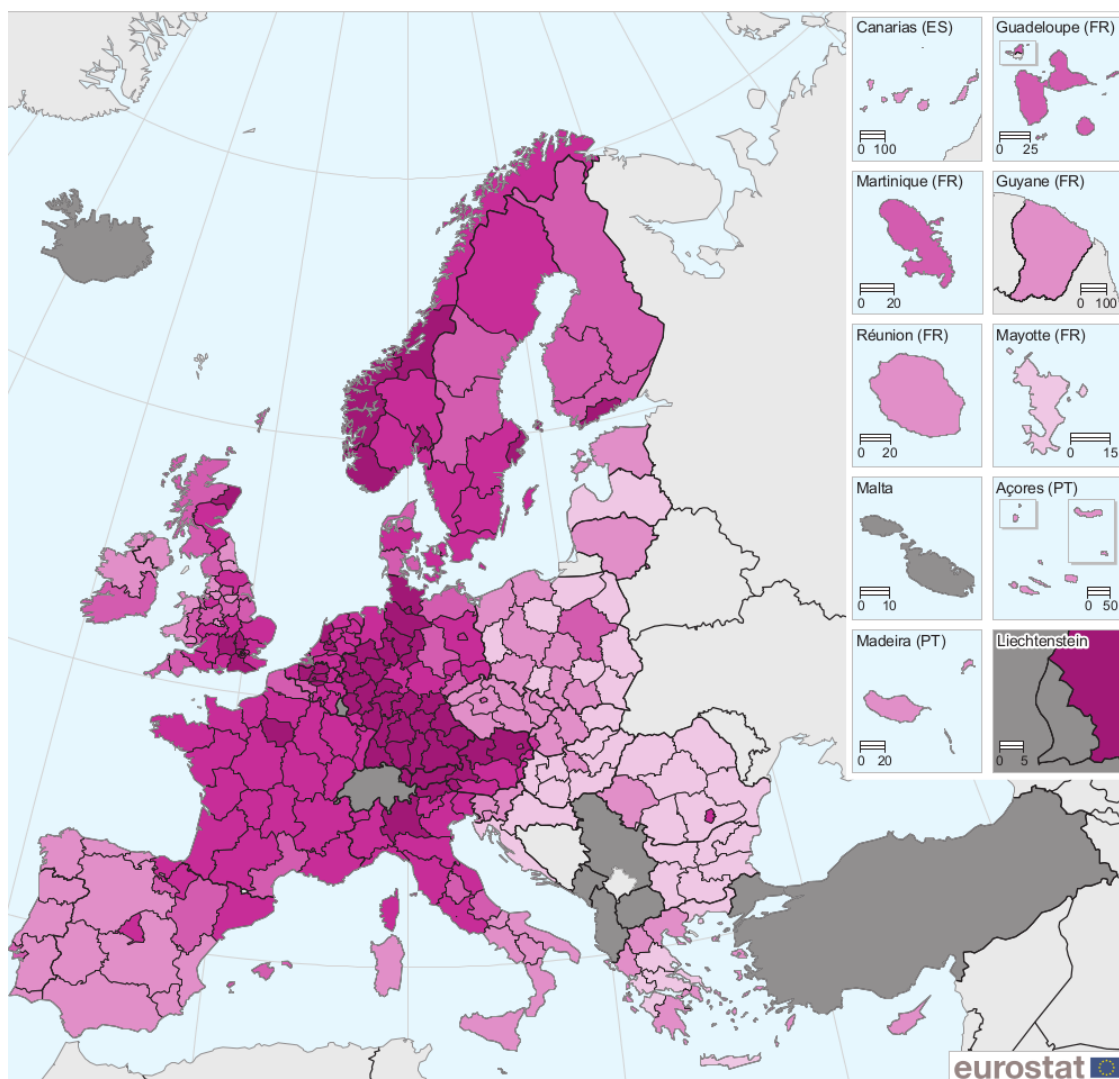 Canarias (ES)
0 100
Guadeloupe (FR)
0 25
Martinique (FR)
0 20
Guyane (FR)
0 100
Réunion (FR)
0 20
Mayotte (FR)
0 15
Malta
0 10
Açores (PT)
0 50
Madeira (PT)
0 20
Liechtenstein
0 5
eurostat